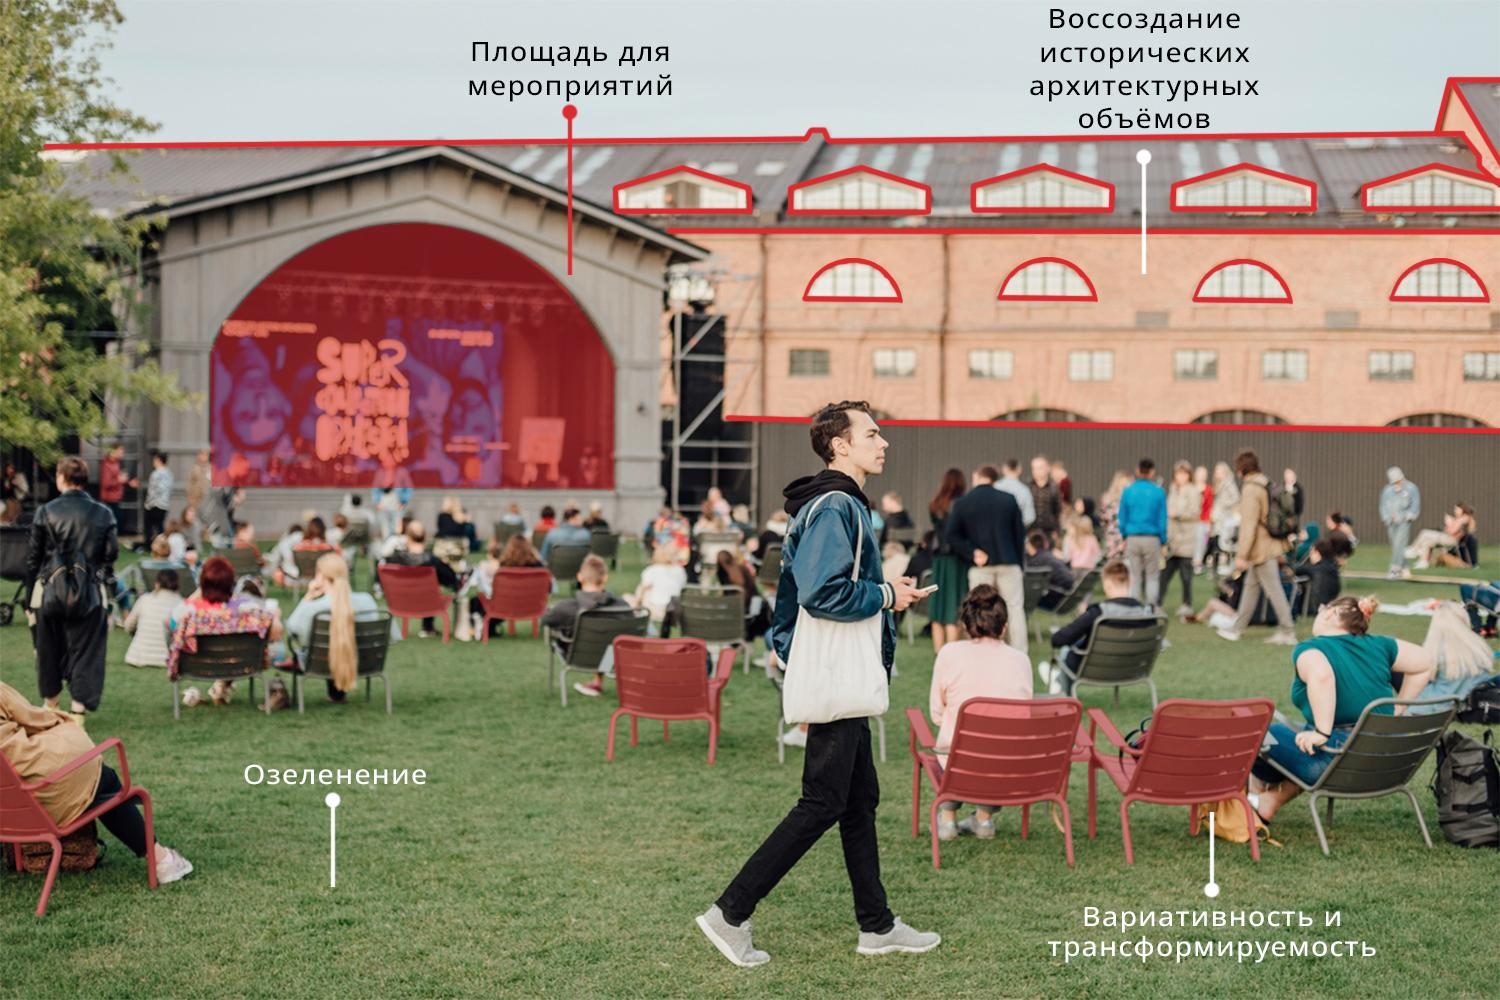 Площадь для
мероприятий
Воссоздание
исторических
архитектурных
объёмов
Озеленение
Вариативность и
трансформируемость